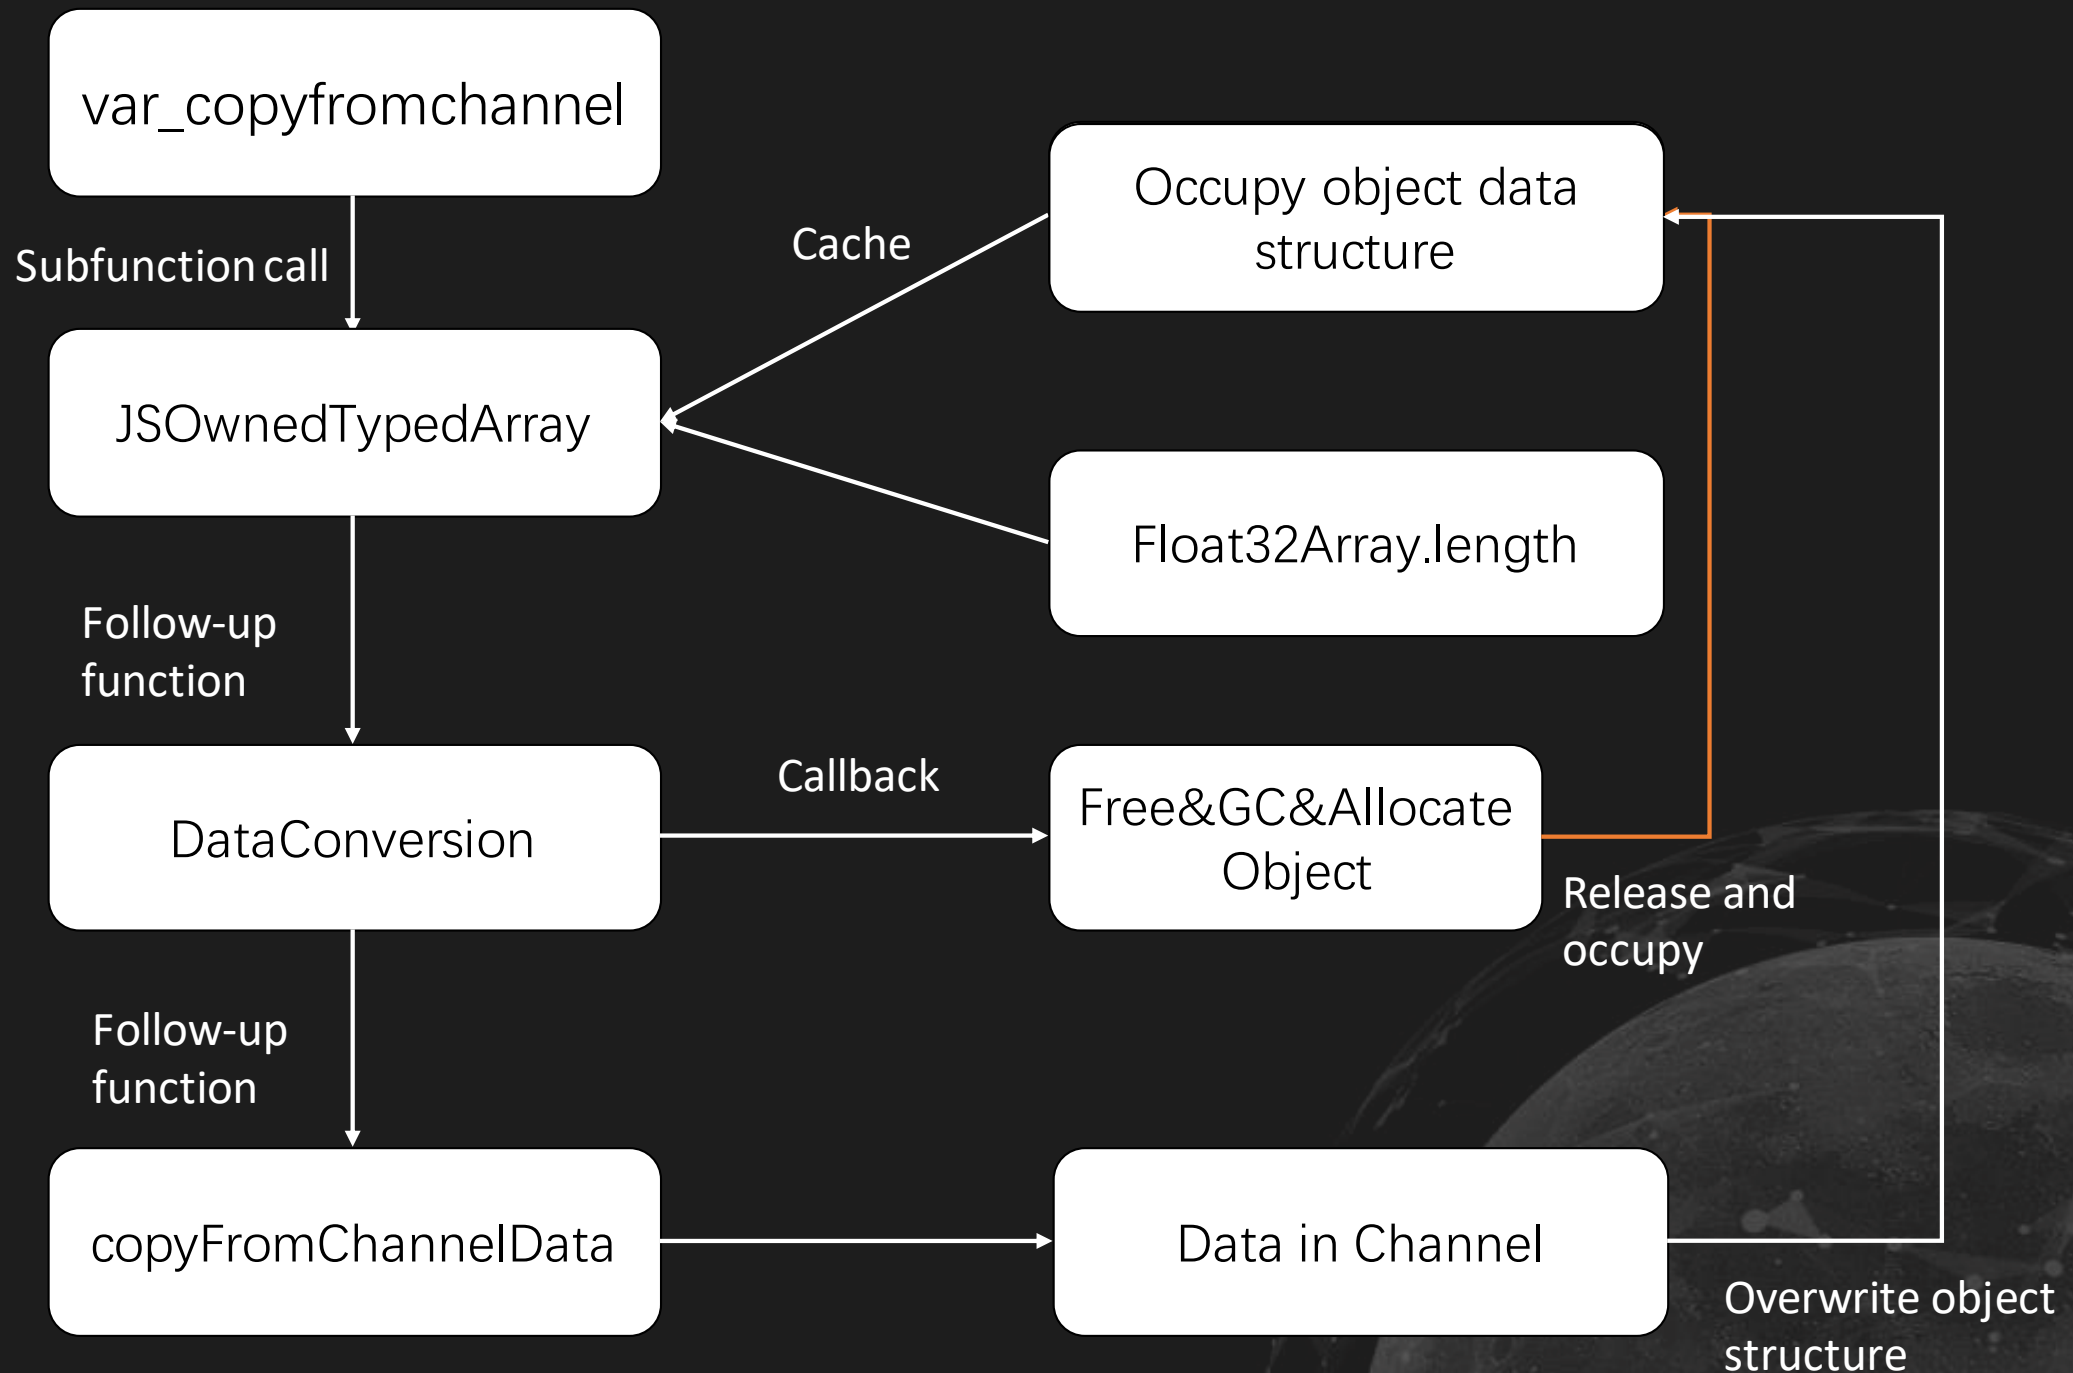 var_copyfromchannel
Subfunction call
Cache
Occupy object data
structure
JSOwnedTypedArray
Float32Array.length
Follow-up
function
DataConversion
Callback
Free&GC&Allocate
Object
Release and
occupy
Follow-up
function
copyFromChannelData
Data in Channel
Overwrite object
structure